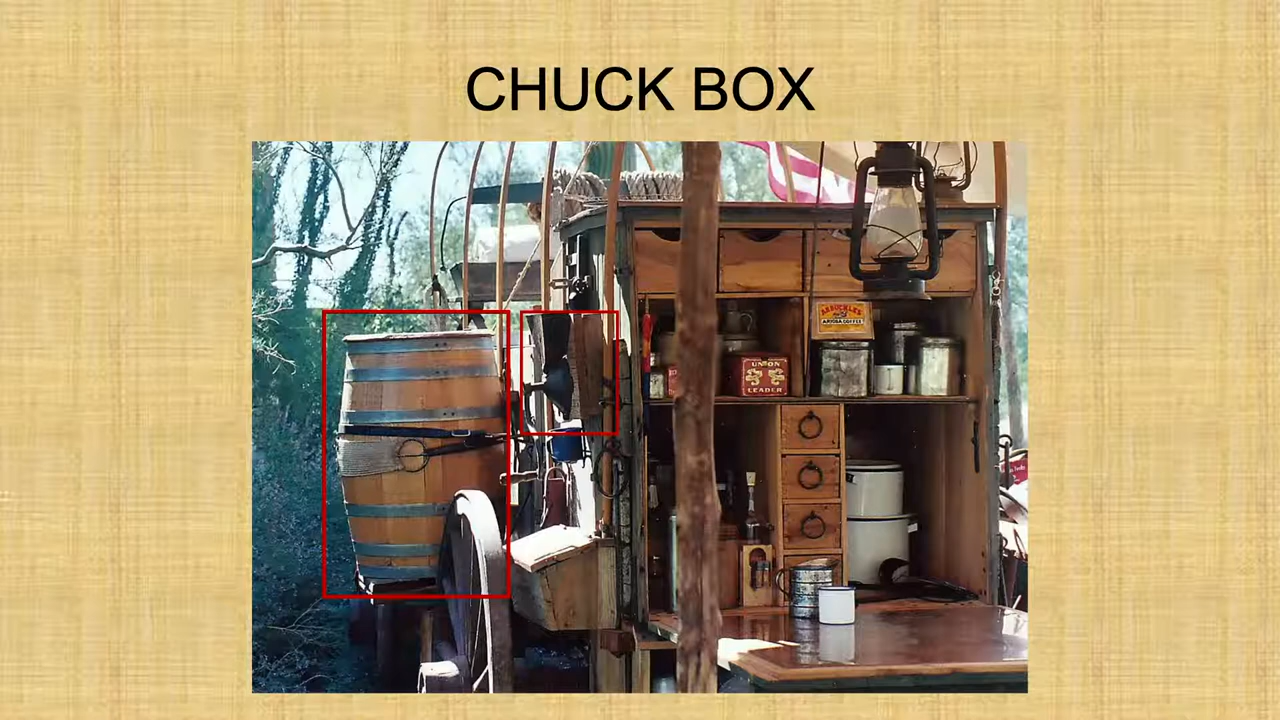 CHUCK BOX
ARBUCKLES'
ARIOSA COFFEE
UNION
LEADER